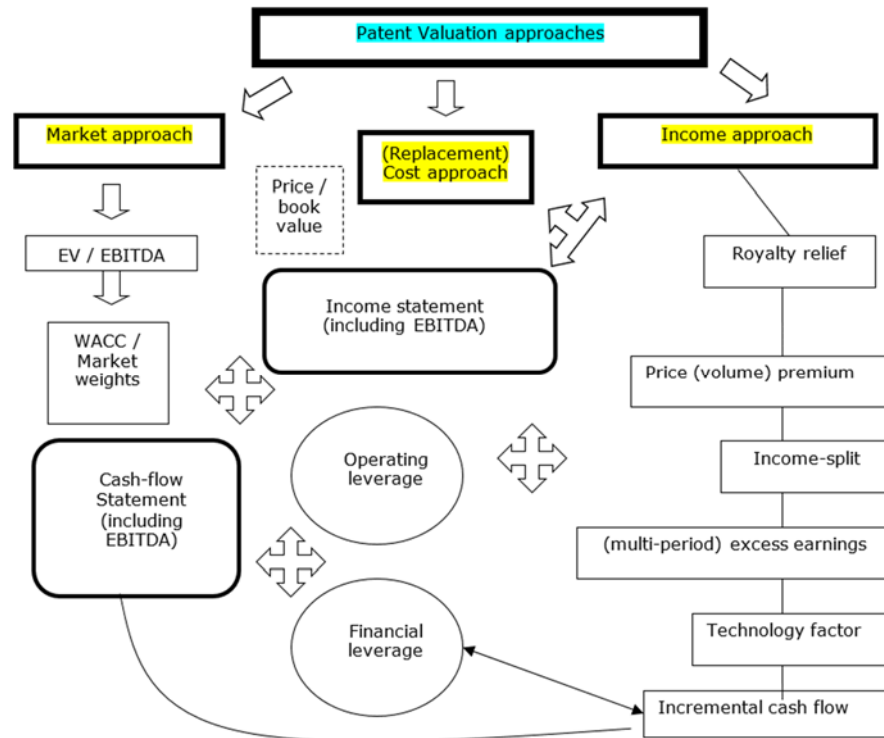 Patent Valuation approaches
Market approach
(Replacement)
Cost approach
Income approach
Price /
book
value
EV / EBITDA
Royalty relief
Income statement
(including EBITDA)
WACC /
Market
weights
Price (volume) premium
Operating
leverage
Income-split
Cash-flow
Statement
(including
EBITDA)
(multi-period) excess earnings
Financial
leverage
Technology factor
Incremental cash flow